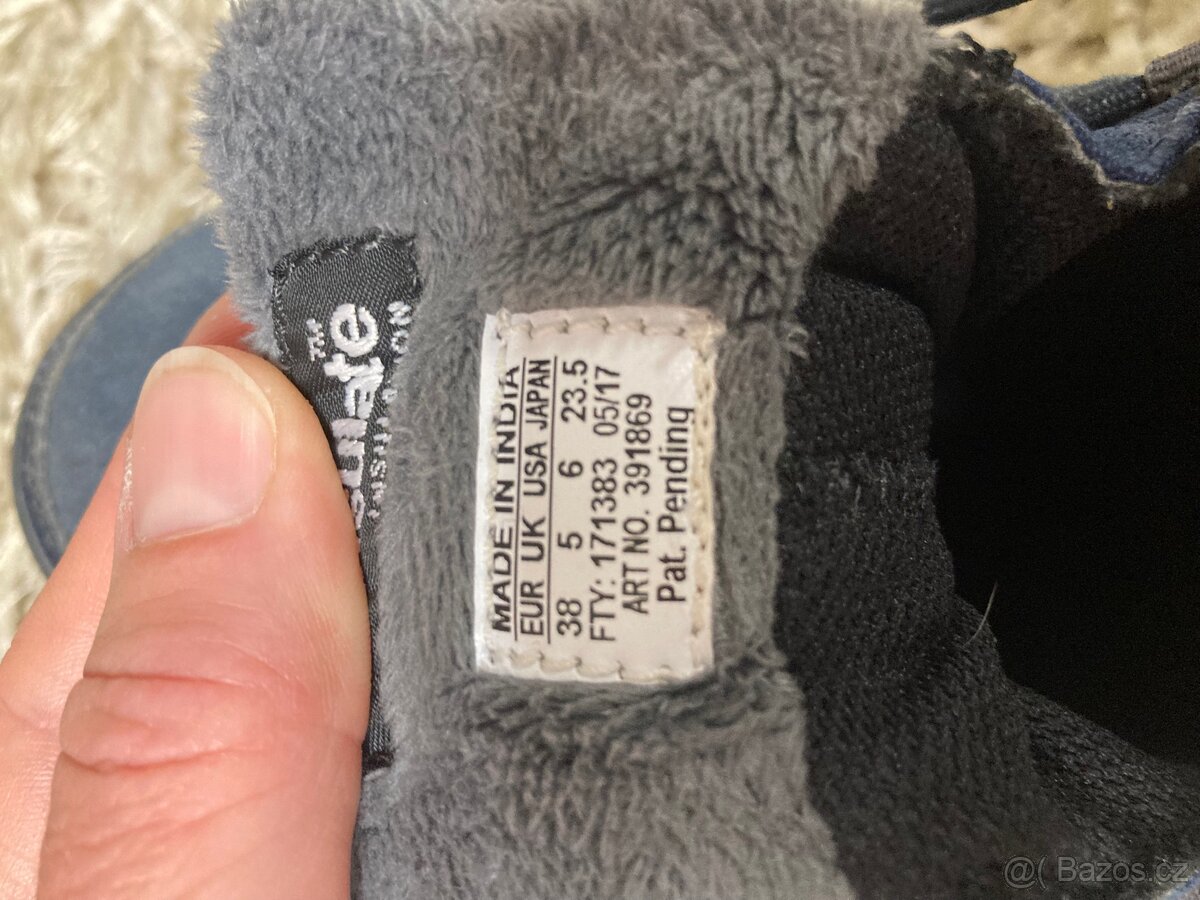 MADE IN INDIA
EUR UK USA JAPAN
38 5 6 23.5
FTY: 171383 05/17
ART NO. 391869
Pat. Pending
TM
@( Bazos.cz